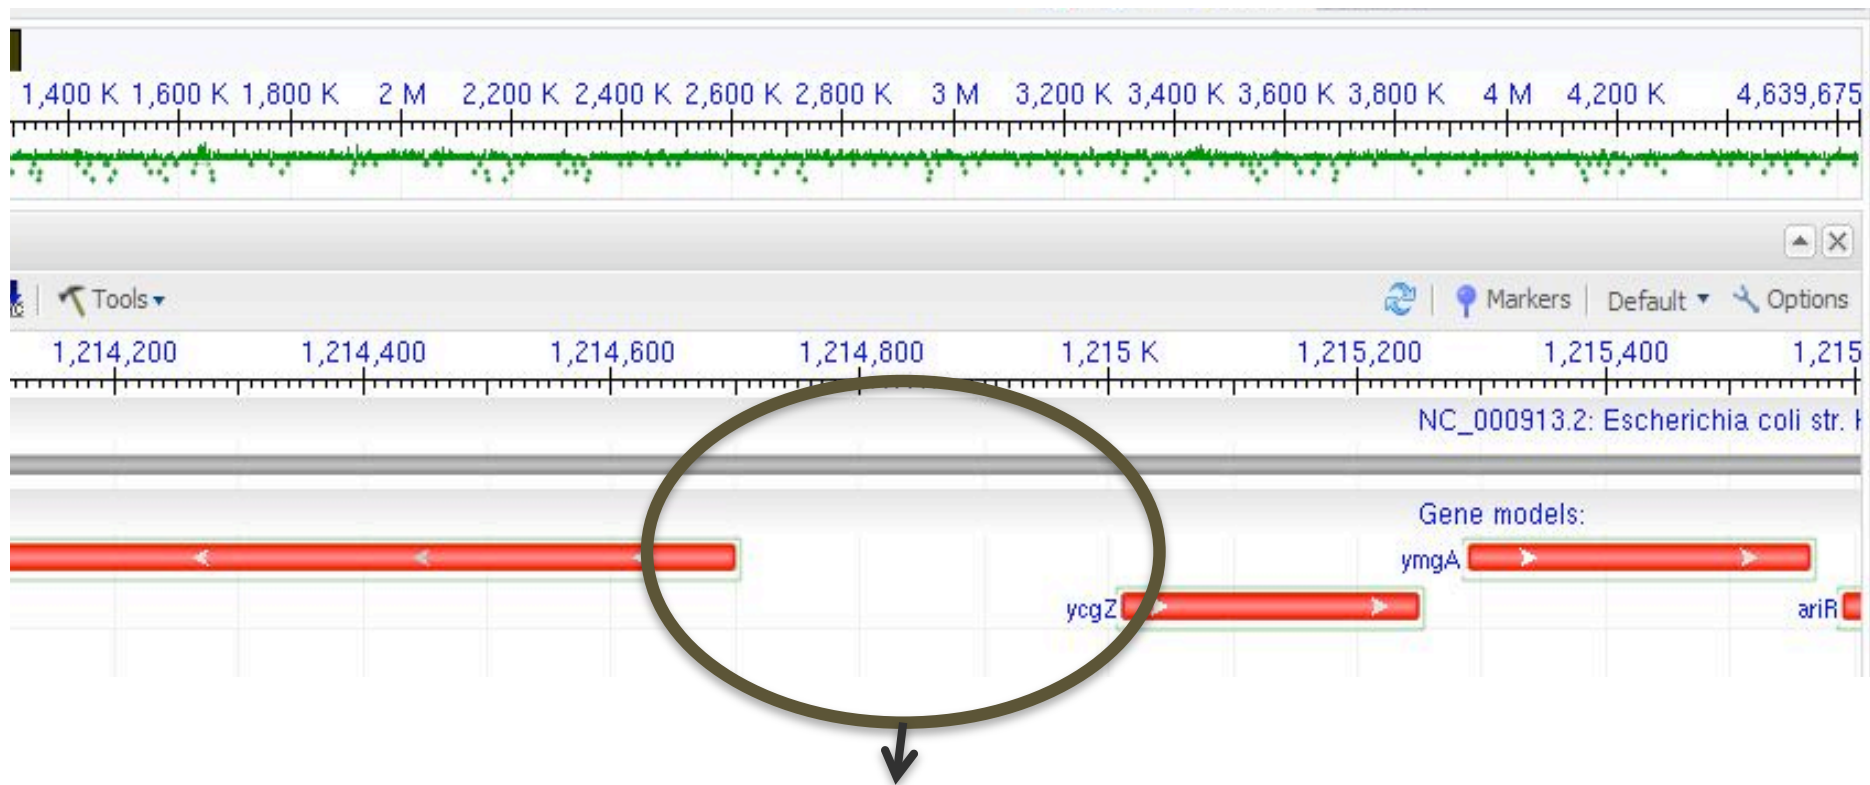 1,400 K 1,600 K 1,800 K 2 M 2,200 K 2,400 K 2,600 K 2,800 K 3 M 3,200 K 3,400 K 3,600 K 3,800 K 4 M 4,200 K 4,639,675
Tools Markers Default Options
1,214,200 1,214,400 1,214,600 1,214,800 1,215 K 1,215,200 1,215,400 1,215
NC_000913.2: Escherichia coli str.
Gene models:
ymgA
ycgZ ariR